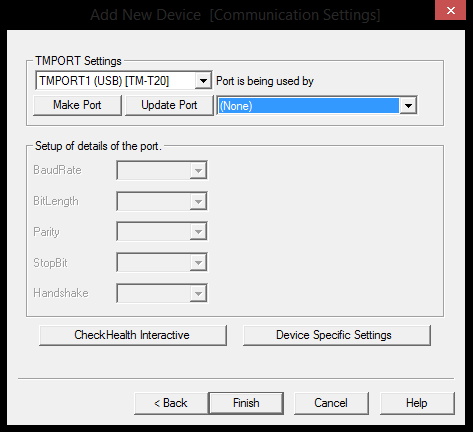 Add New Device  [Communication Settings]
TMPORT Settings
TMPORT1 (USB) [TM-T20] Port is being used by
Make Port Update Port (None)
Setup of details of the port.
BaudRate
BitLength
Parity
StopBit
Handshake
CheckHealth Interactive Device Specific Settings
< Back Finish Cancel Help